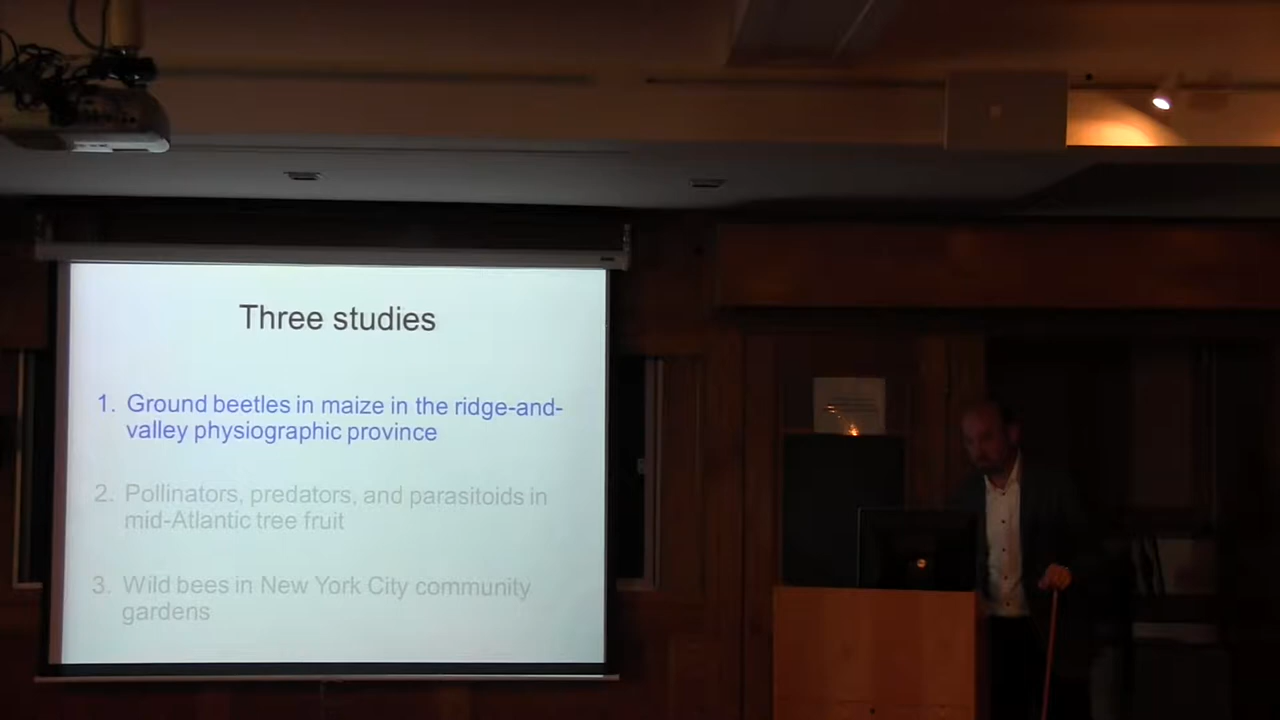 Three studies
1. Ground beetles in maize in the ridge-and-
valley physiographic province
2. Pollinators, predators, and parasitoids in
mid-Atlantic tree fruit
3. Wild bees in New York City community
gardens